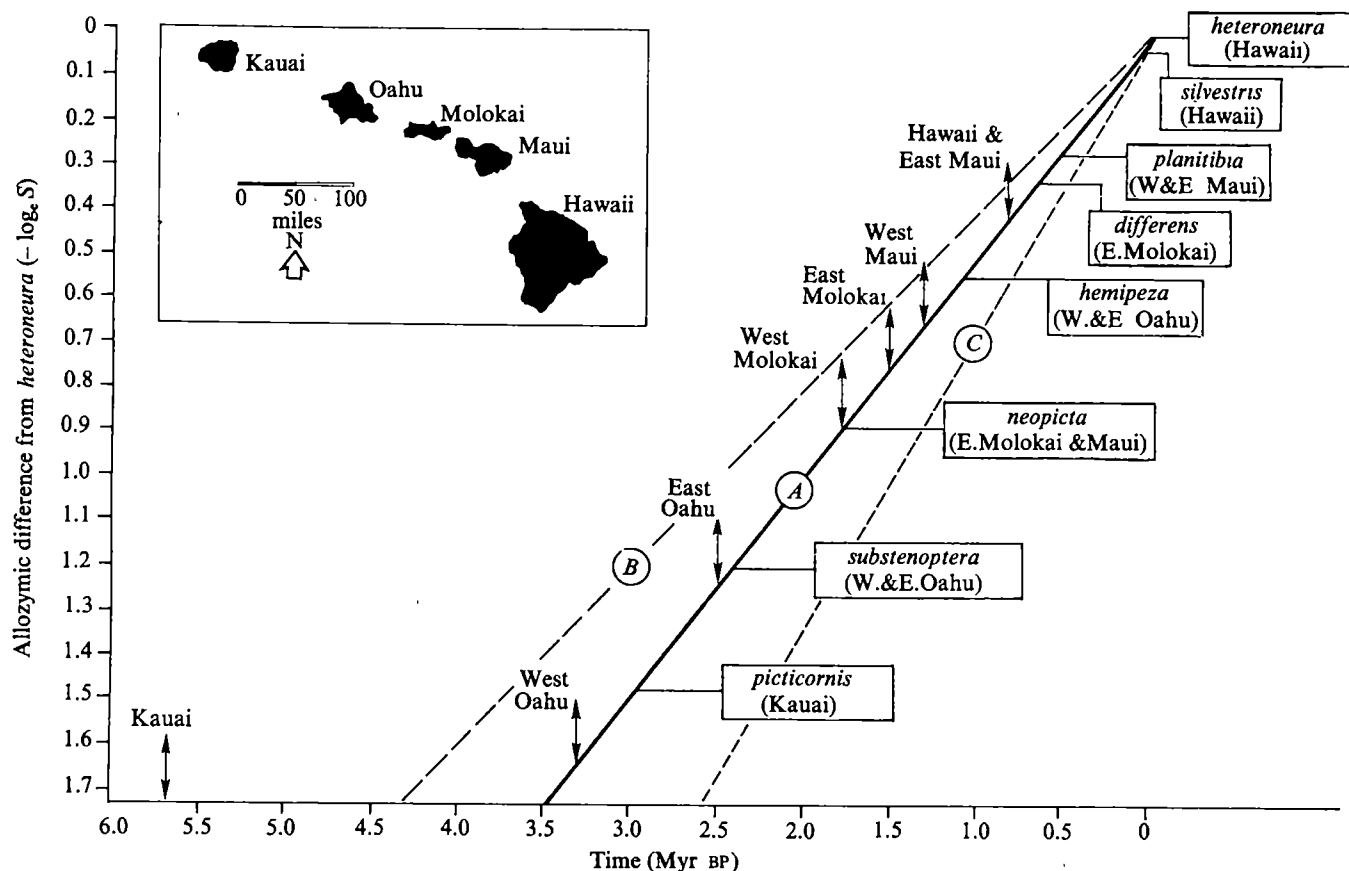 Allozymic difference from heteroneura (– logₑ S)
0
0.1
0.2
0.3
0.4
0.5
0.6
0.7
0.8
0.9
1.0
1.1
1.2
1.3
1.4
1.5
1.6
1.7
Kauai
Oahu
Molokai
Maui
Hawaii
0 50 100
miles
N
heteroneura
(Hawaii)
silvestris
(Hawaii)
planitibia
(W&E Maui)
differens
(E.Molokai)
hemipeza
(W.&E Oahu)
neopicta
(E.Molokai &Maui)
substenoptera
(W.&E.Oahu)
picticornis
(Kauai)
Hawaii &
East Maui
West
Maui
East
Molokai
West
Molokai
East
Oahu
West
Oahu
Kauai
A
B
C
6.0 5.5 5.0 4.5 4.0 3.5 3.0 2.5 2.0 1.5 1.0 0.5 0
Time (Myr BP)